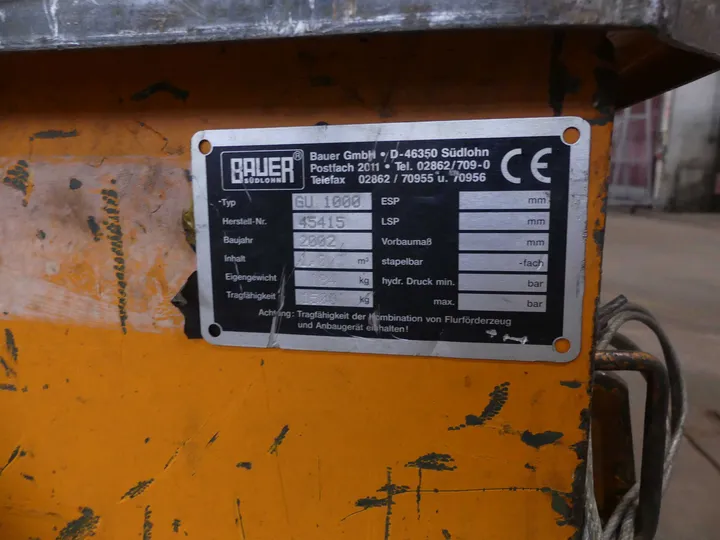 BAUER®
SÜDLOHN
Bauer GmbH • D-46350 Südlohn
Postfach 2011 • Tel. 02862/709-0
Telefax 02862 / 70955 u. 70956
CE
Typ GU 1000
Herstell-Nr. 45415
Baujahr 2002
Inhalt m³
Eigengewicht kg
Tragfähigkeit kg
ESP mm
LSP
Vorbaumaß mm
stapelbar -fach
hydr. Druck min. bar
max. bar
Achtung: Tragfähigkeit der Kombination von Flurförderzeug
und Anbaugerät einhalten!